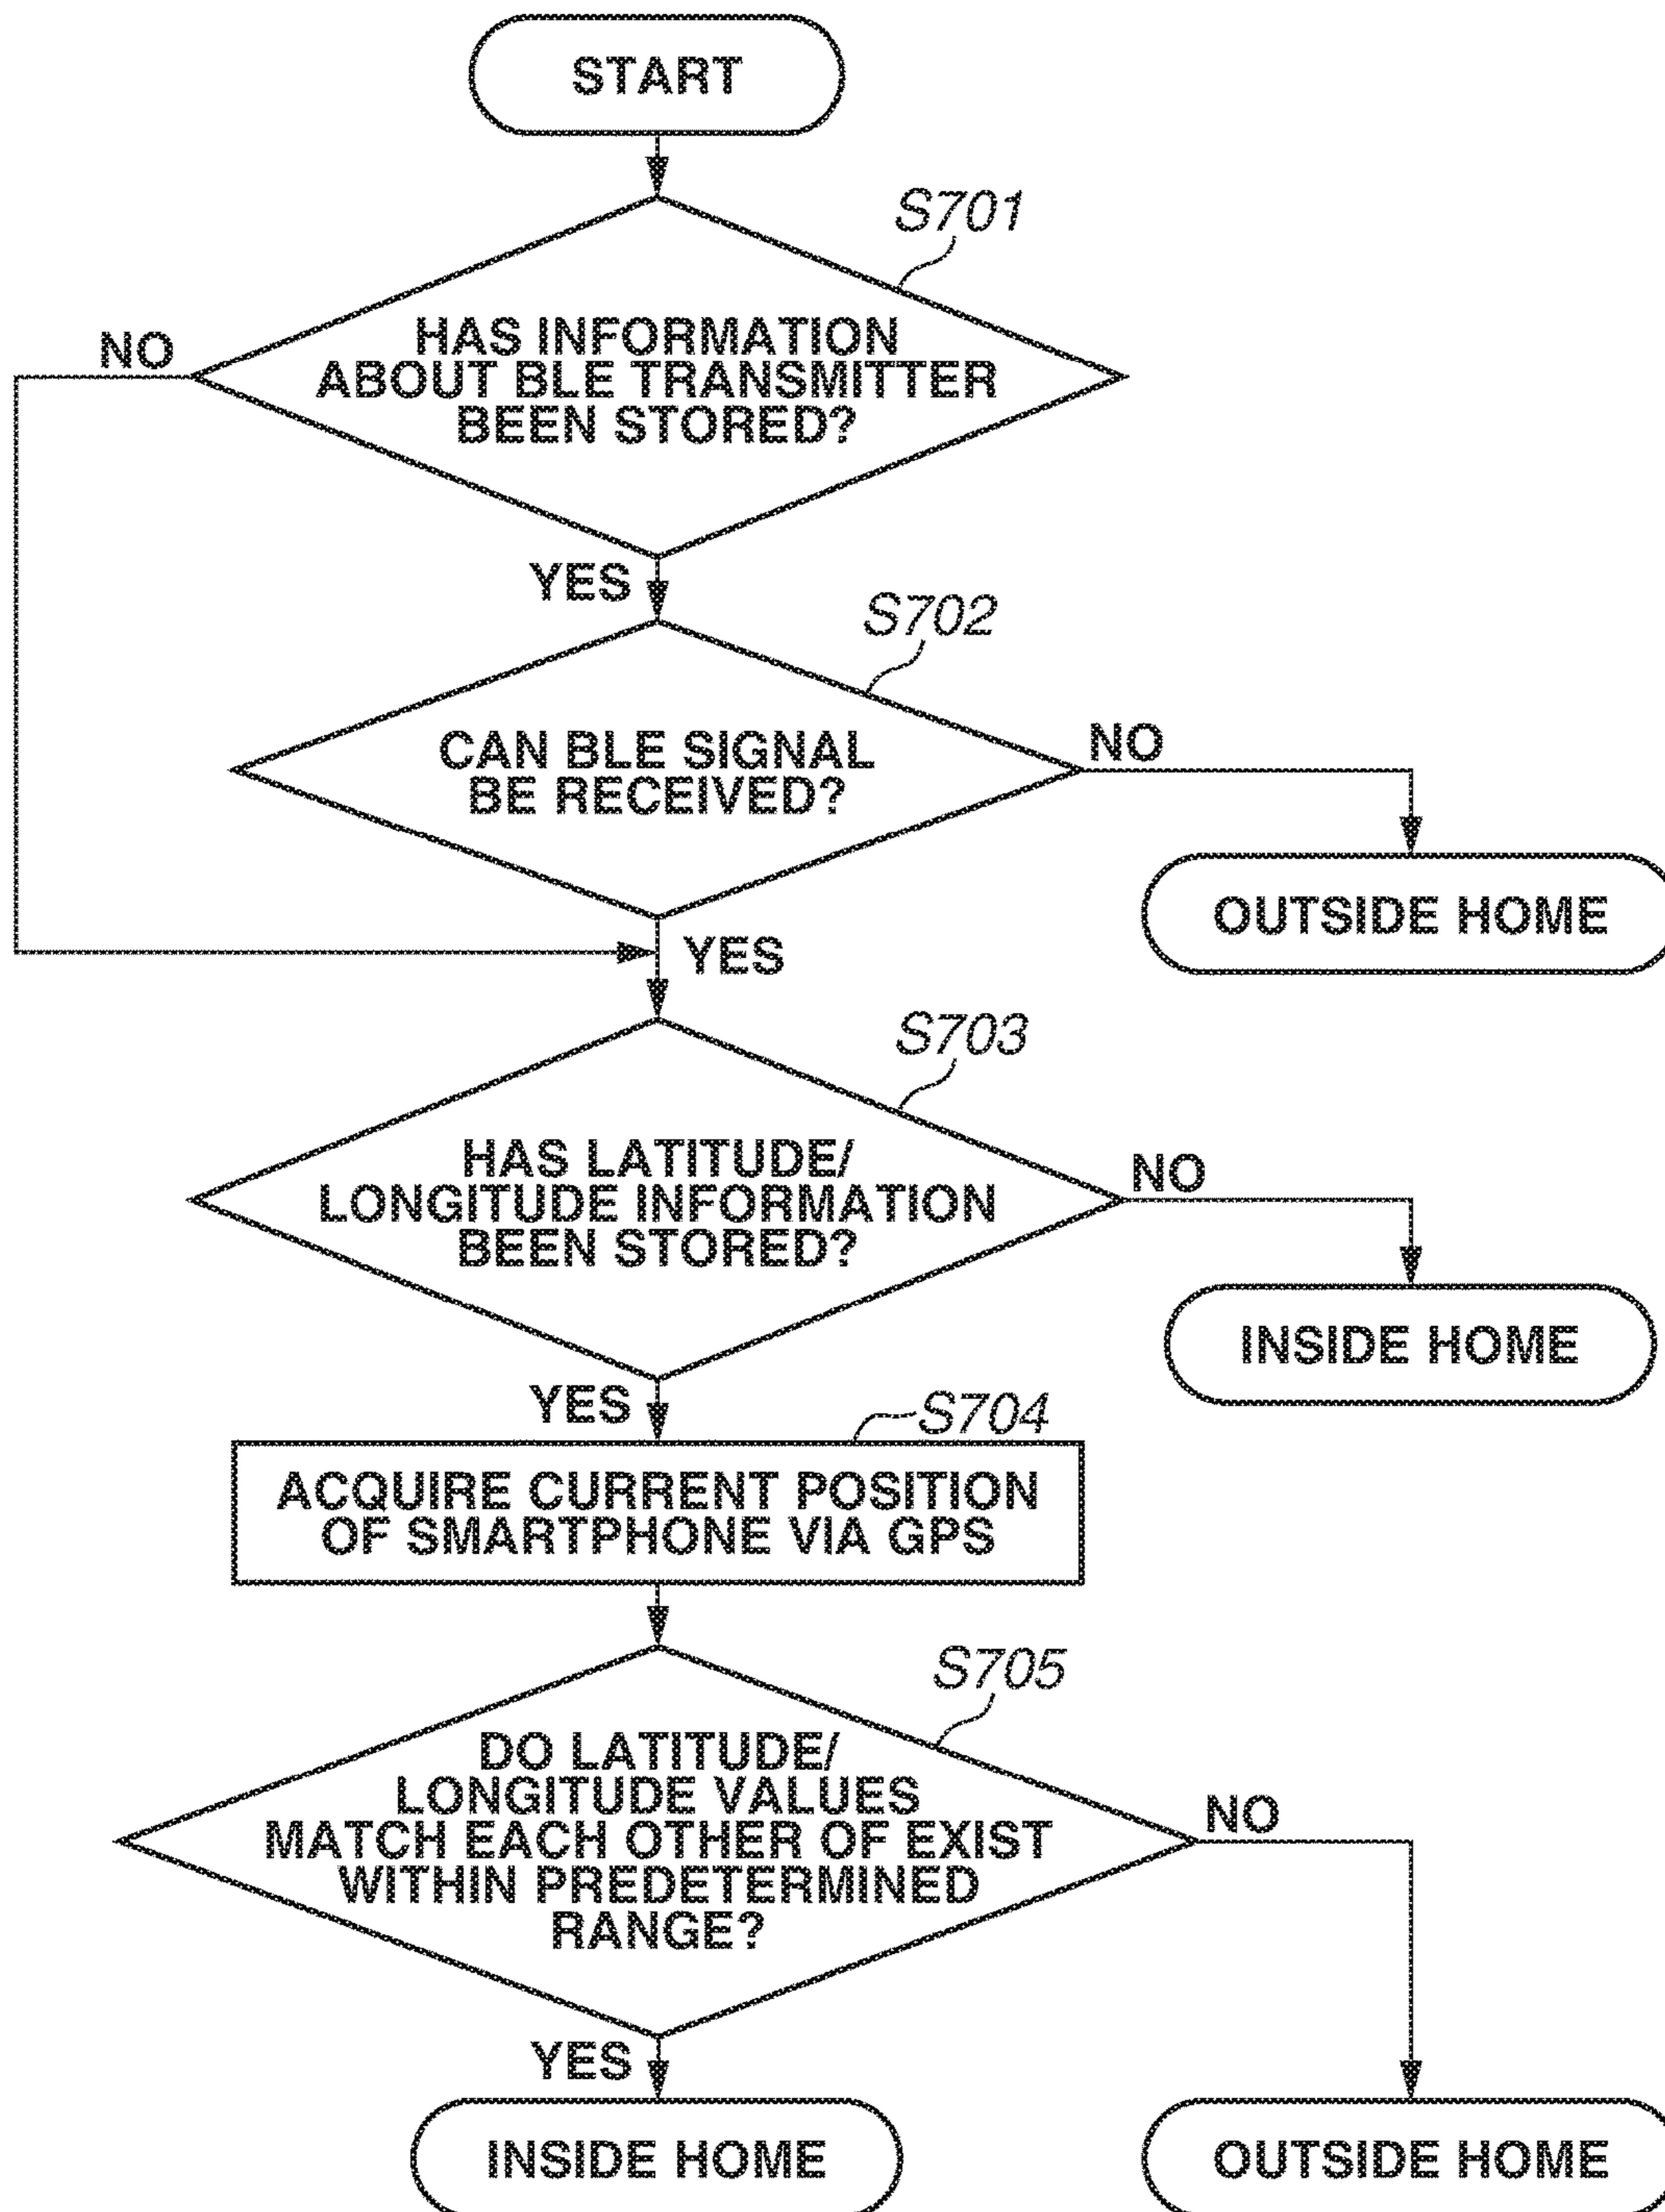 START
S701
HAS INFORMATION
ABOUT BLE TRANSMITTER
BEEN STORED?
NO
YES
S702
CAN BLE SIGNAL
BE RECEIVED?
NO
OUTSIDE HOME
YES
S703
HAS LATITUDE/
LONGITUDE INFORMATION
BEEN STORED?
NO
INSIDE HOME
YES
S704
ACQUIRE CURRENT POSITION
OF SMARTPHONE VIA GPS
S705
DO LATITUDE/
LONGITUDE VALUES
MATCH EACH OTHER OF EXIST
WITHIN PREDETERMINED
RANGE?
NO
YES
INSIDE HOME
OUTSIDE HOME